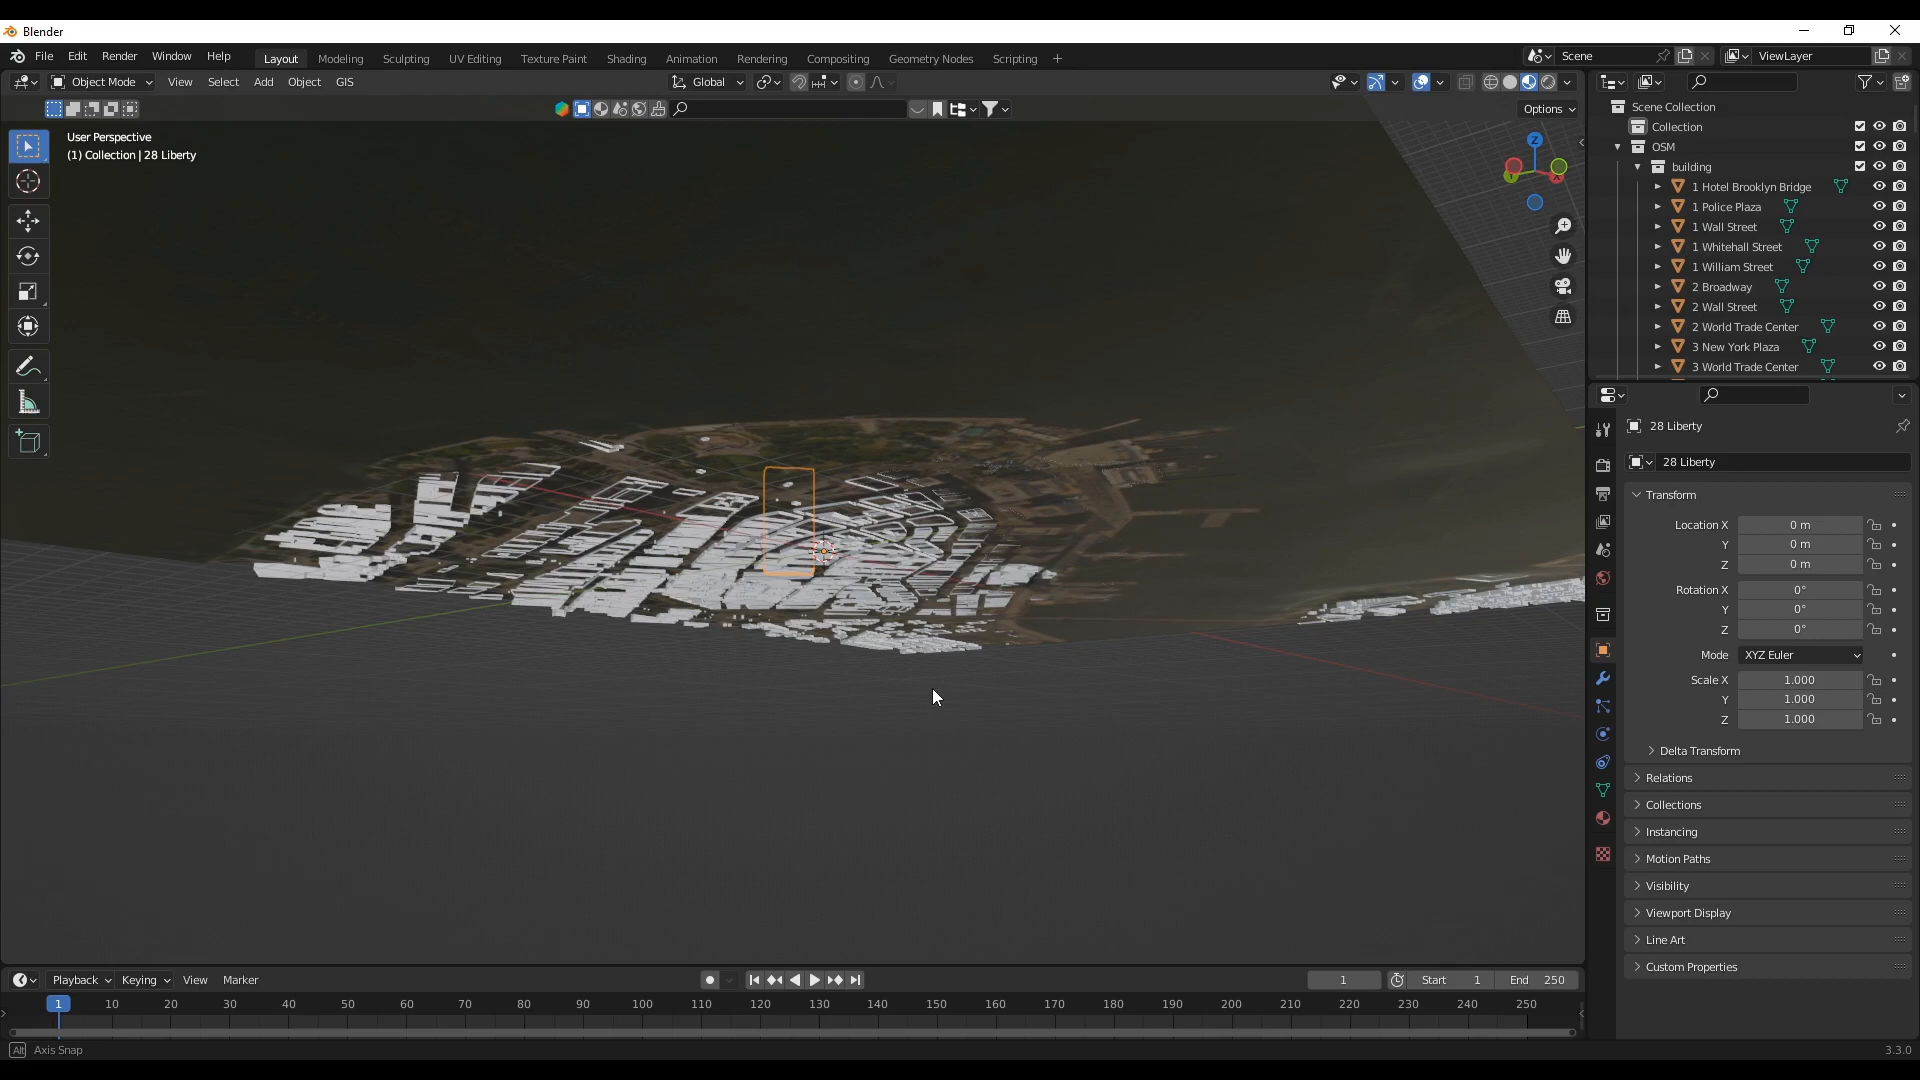 Blender
File Edit Render Window Help Layout Modeling Sculpting UV Editing Texture Paint Shading Animation Rendering Compositing Geometry Nodes Scripting + Scene ViewLayer
Object Mode View Select Add Object GIS Global
Options
User Perspective
(1) Collection | 28 Liberty
Z
Y
X
Scene Collection
Collection
OSM
building
1 Hotel Brooklyn Bridge
1 Police Plaza
1 Wall Street
1 Whitehall Street
1 William Street
2 Broadway
2 Wall Street
2 World Trade Center
3 New York Plaza
3 World Trade Center
28 Liberty
28 Liberty
Transform
Location X 0 m
Y 0 m
Z 0 m
Rotation X 0°
Y 0°
Z 0°
Mode XYZ Euler
Scale X 1.000
Y 1.000
Z 1.000
Delta Transform
Relations
Collections
Instancing
Motion Paths
Visibility
Viewport Display
Line Art
Custom Properties
Playback Keying View Marker 1 Start 1 End 250
1 10 20 30 40 50 60 70 80 90 100 110 120 130 140 150 160 170 180 190 200 210 220 230 240 250
Alt Axis Snap 3.3.0